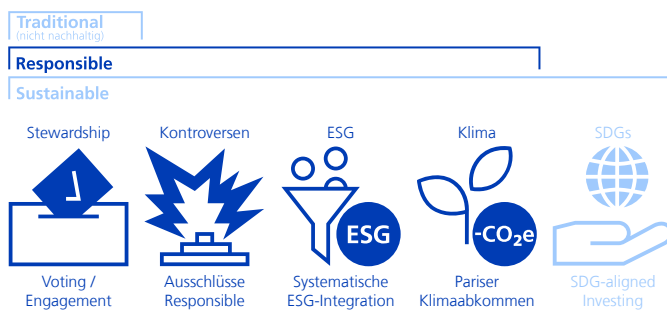 Traditional
(nicht nachhaltig)
Responsible
Sustainable
Stewardship Kontroversen ESG Klima SDGs
ESG -CO₂e
Voting / Ausschlüsse Systematische Pariser SDG-aligned
Engagement Responsible ESG-Integration Klimaabkommen Investing